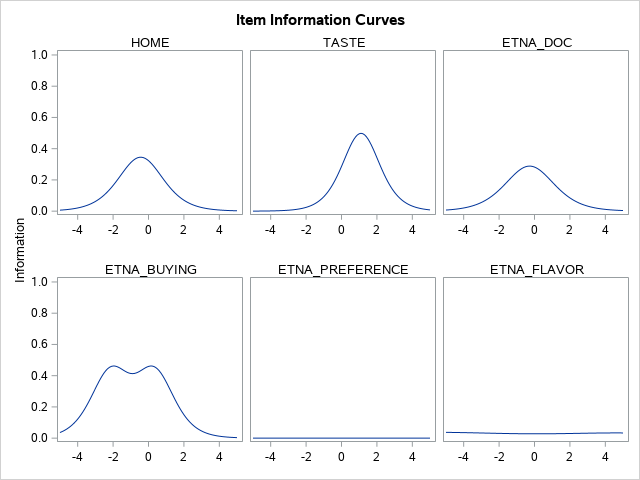 Item Information Curves
HOME TASTE ETNA_DOC
1.0
0.8
0.6
0.4
0.2
0.0
-4 -2 0 2 4 -4 -2 0 2 4 -4 -2 0 2 4
Information
ETNA_BUYING ETNA_PREFERENCE ETNA_FLAVOR
1.0
0.8
0.6
0.4
0.2
0.0
-4 -2 0 2 4 -4 -2 0 2 4 -4 -2 0 2 4